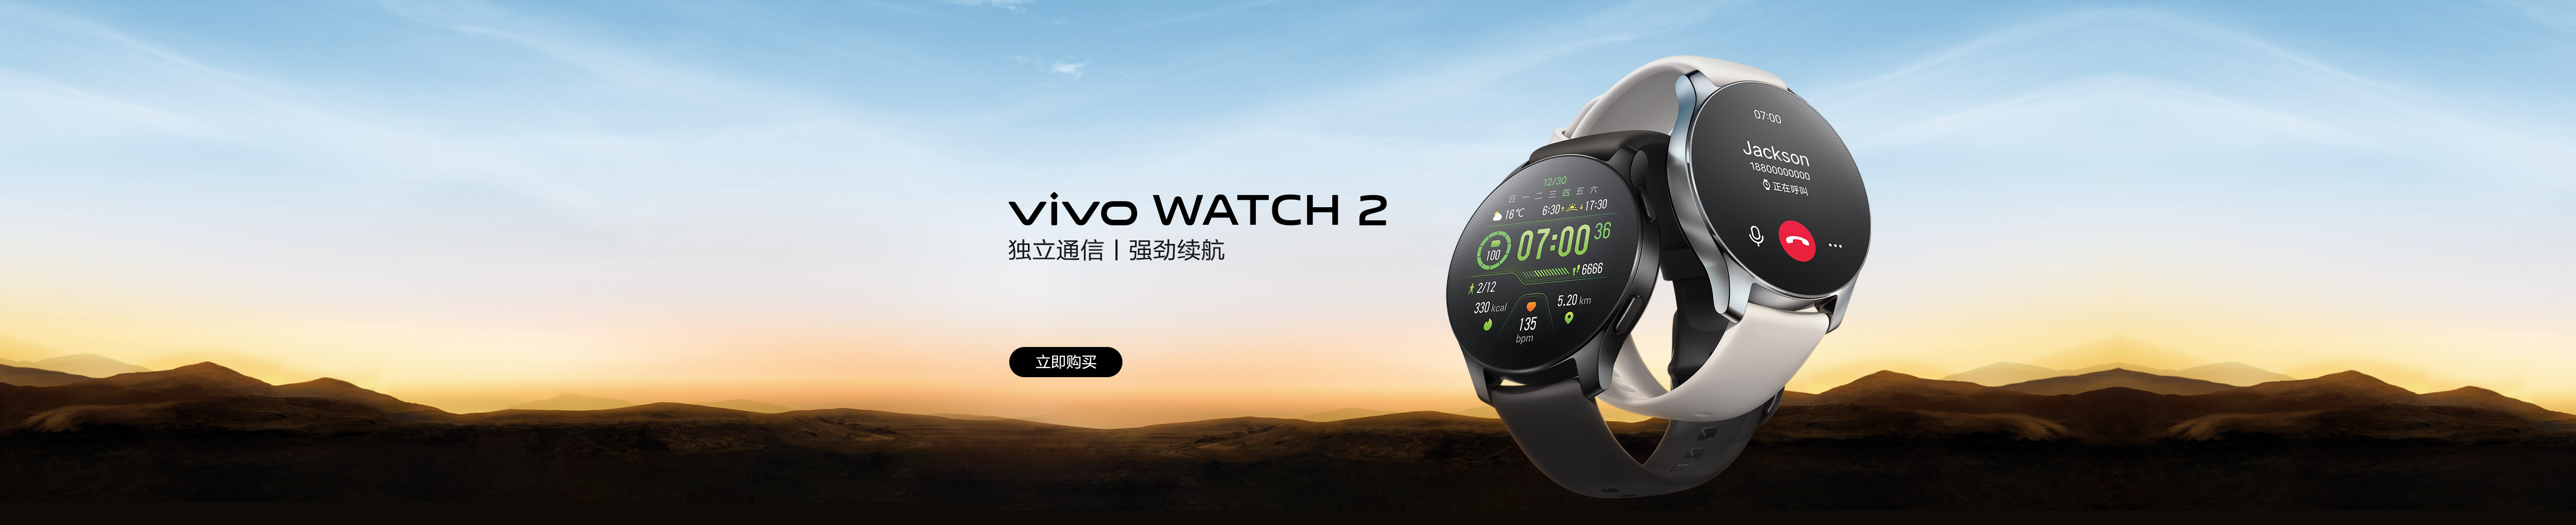 vivo WATCH 2
独立通信丨强劲续航
立即购买
12/30
日 一 二 三 四 五 六
16℃ 6:30 17:30
100 07:00 36
6666
2/12
330 kcal 5.20 km
135
bpm
07:00
Jackson
18800000000
正在呼叫